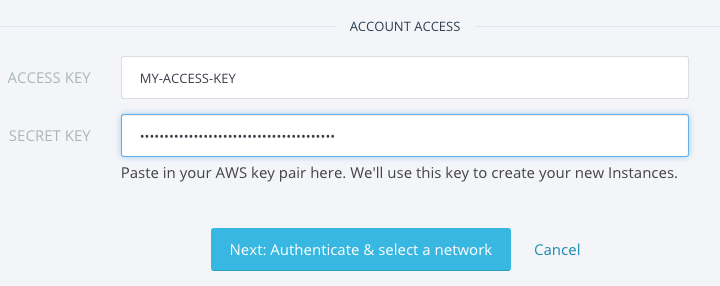 ACCOUNT ACCESS
ACCESS KEY MY-ACCESS-KEY
SECRET KEY ••••••••••••••••••••••••••••••••••••••••
Paste in your AWS key pair here. We'll use this key to create your new Instances.
Next: Authenticate & select a network Cancel